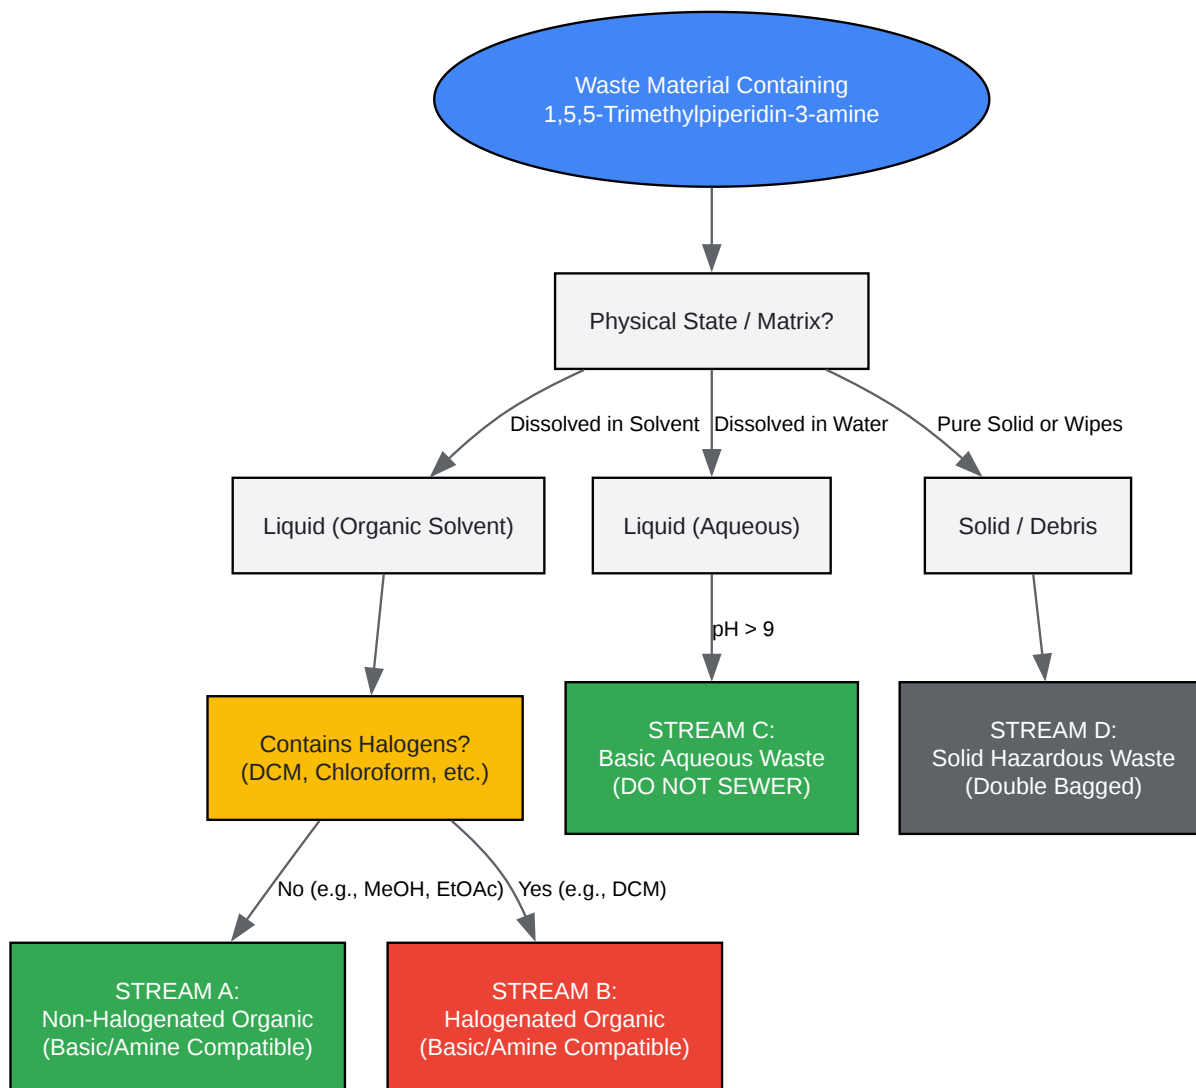 Waste Material Containing
1,5,5-Trimethylpiperidin-3-amine
Physical State / Matrix?
Dissolved in Solvent
Dissolved in Water
Pure Solid or Wipes
Liquid (Organic Solvent)
Liquid (Aqueous)
Solid / Debris
pH > 9
Contains Halogens?
(DCM, Chloroform, etc.)
STREAM C:
Basic Aqueous Waste
(DO NOT SEWER)
STREAM D:
Solid Hazardous Waste
(Double Bagged)
No (e.g., MeOH, EtOAc)
Yes (e.g., DCM)
STREAM A:
Non-Halogenated Organic
(Basic/Amine Compatible)
STREAM B:
Halogenated Organic
(Basic/Amine Compatible)